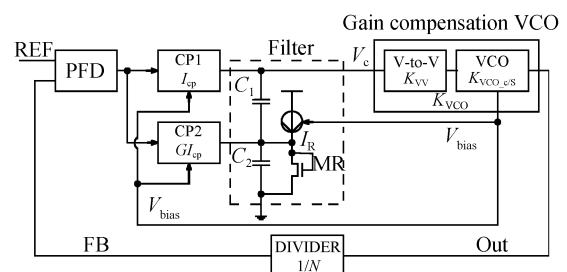 Gain compensation VCO
REF
PFD
CP1
I_cp
Filter
V_c
V-to-V
K_VV
VCO
K_VCO_c/S
K_VCO
C_1
CP2
GI_cp
C_2
I_R
MR
V_bias
V_bias
FB
DIVIDER
1/N
Out